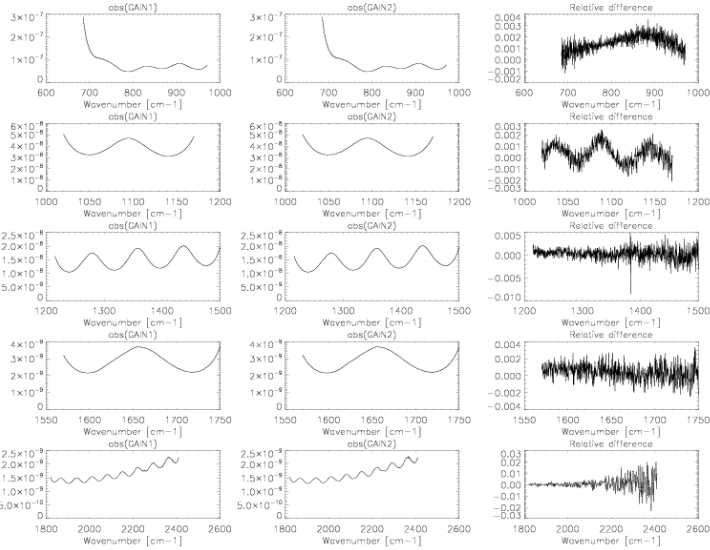 abs(GAIN1) abs(GAIN2) Relative difference
3×10⁻⁷ 3×10⁻⁷ 0.004
0.003
2×10⁻⁷ 2×10⁻⁷ 0.002
1×10⁻⁷ 1×10⁻⁷ 0.001
0.000
−0.001
0 0 −0.002
600 700 800 900 1000 600 700 800 900 1000 600 700 800 900 1000
Wavenumber [cm−1] Wavenumber [cm−1] Wavenumber [cm−1]
abs(GAIN1) abs(GAIN2) Relative difference
6×10⁻⁸ 6×10⁻⁸ 0.003
5×10⁻⁸ 5×10⁻⁸ 0.002
4×10⁻⁸ 4×10⁻⁸ 0.001
3×10⁻⁸ 3×10⁻⁸ 0.000
2×10⁻⁸ 2×10⁻⁸ −0.001
1×10⁻⁸ 1×10⁻⁸ −0.002
0 0 −0.003
1000 1050 1100 1150 1200 1000 1050 1100 1150 1200 1000 1050 1100 1150 1200
Wavenumber [cm−1] Wavenumber [cm−1] Wavenumber [cm−1]
abs(GAIN1) abs(GAIN2) Relative difference
2.5×10⁻⁸ 2.5×10⁻⁸ 0.005
2.0×10⁻⁸ 2.0×10⁻⁸
1.5×10⁻⁸ 1.5×10⁻⁸ 0.000
1.0×10⁻⁸ 1.0×10⁻⁸ −0.005
5.0×10⁻⁹ 5.0×10⁻⁹
0 0 −0.010
1200 1300 1400 1500 1200 1300 1400 1500 1200 1300 1400 1500
Wavenumber [cm−1] Wavenumber [cm−1] Wavenumber [cm−1]
abs(GAIN1) abs(GAIN2) Relative difference
4×10⁻⁹ 4×10⁻⁹ 0.004
3×10⁻⁹ 3×10⁻⁹ 0.002
2×10⁻⁹ 2×10⁻⁹ 0.000
1×10⁻⁹ 1×10⁻⁹ −0.002
0 0 −0.004
1550 1600 1650 1700 1750 1550 1600 1650 1700 1750 1550 1600 1650 1700 1750
Wavenumber [cm−1] Wavenumber [cm−1] Wavenumber [cm−1]
abs(GAIN1) abs(GAIN2) Relative difference
2.5×10⁻⁹ 2.5×10⁻⁹ 0.03
2.0×10⁻⁹ 2.0×10⁻⁹ 0.02
1.5×10⁻⁹ 1.5×10⁻⁹ 0.01
0.00
1.0×10⁻⁹ 1.0×10⁻⁹ −0.01
5.0×10⁻¹⁰ 5.0×10⁻¹⁰ −0.02
0 0 −0.03
1800 2000 2200 2400 2600 1800 2000 2200 2400 2600 1800 2000 2200 2400 2600
Wavenumber [cm−1] Wavenumber [cm−1] Wavenumber [cm−1]